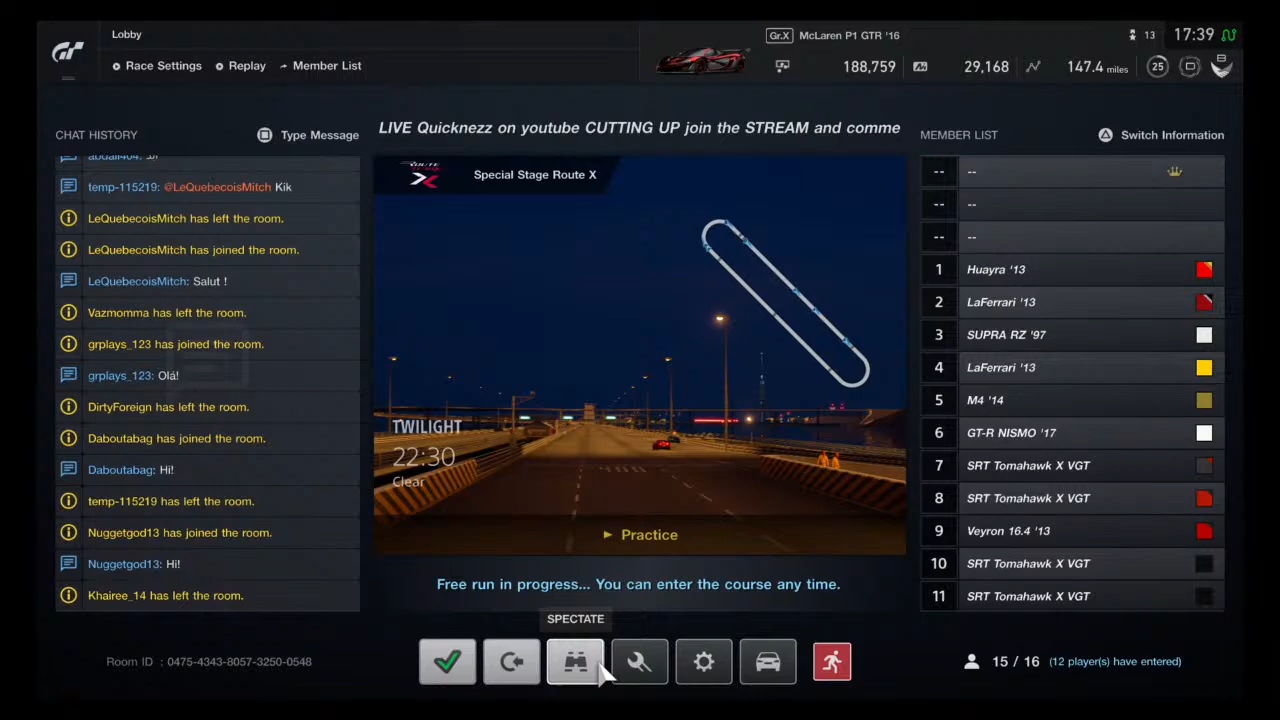 Lobby
Gr.X McLaren P1 GTR '16
13 17:39
Race Settings Replay Member List
188,759 29,168 147.4 miles 25 B
LIVE Quicknezz on youtube CUTTING UP join the STREAM and comme
CHAT HISTORY Type Message
temp-115219: @LeQuebecoisMitch Kik
LeQuebecoisMitch has left the room.
LeQuebecoisMitch has joined the room.
LeQuebecoisMitch: Salut !
Vazmomma has left the room.
grplays_123 has joined the room.
grplays_123: Olá!
DirtyForeign has left the room.
Daboutabag has joined the room.
Daboutabag: Hi!
temp-115219 has left the room.
Nuggetgod13 has joined the room.
Nuggetgod13: Hi!
Khairee_14 has left the room.
ROUTE X
Special Stage Route X
TWILIGHT
22:30
Clear
Practice
Free run in progress... You can enter the course any time.
MEMBER LIST Switch Information
-- --
-- --
-- --
1 Huayra '13
2 LaFerrari '13
3 SUPRA RZ '97
4 LaFerrari '13
5 M4 '14
6 GT-R NISMO '17
7 SRT Tomahawk X VGT
8 SRT Tomahawk X VGT
9 Veyron 16.4 '13
10 SRT Tomahawk X VGT
11 SRT Tomahawk X VGT
SPECTATE
Room ID : 0475-4343-8057-3250-0548
15 / 16 (12 player(s) have entered)